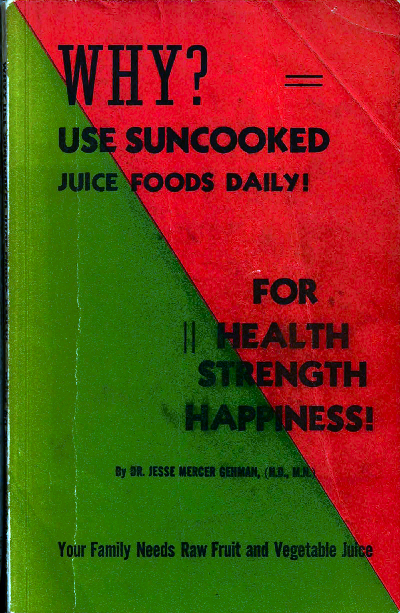 WHY?
USE SUNCOOKED
JUICE FOODS DAILY!
FOR
HEALTH
STRENGTH
HAPPINESS!
By DR. JESSE MERCER GEHMAN, (N.D., M.N.)
Your Family Needs Raw Fruit and Vegetable Juice